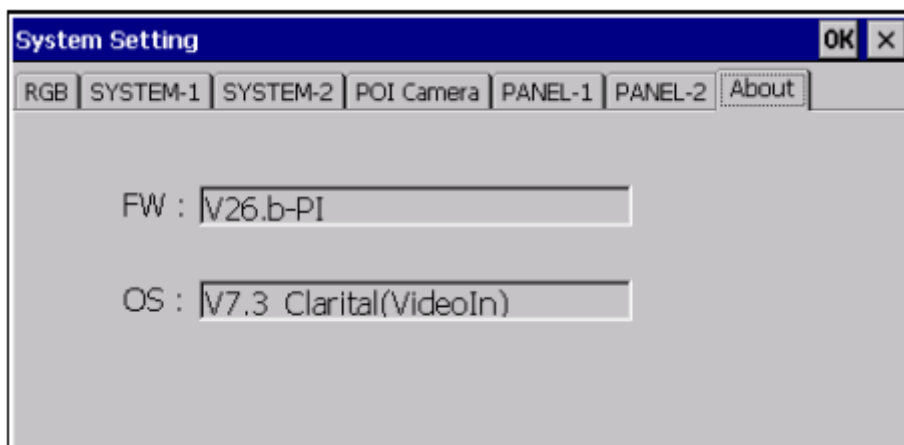 System Setting OK ×
RGB SYSTEM-1 SYSTEM-2 POI Camera PANEL-1 PANEL-2 About
FW : V26.b-PI
OS : V7.3 Clarital(VideoIn)